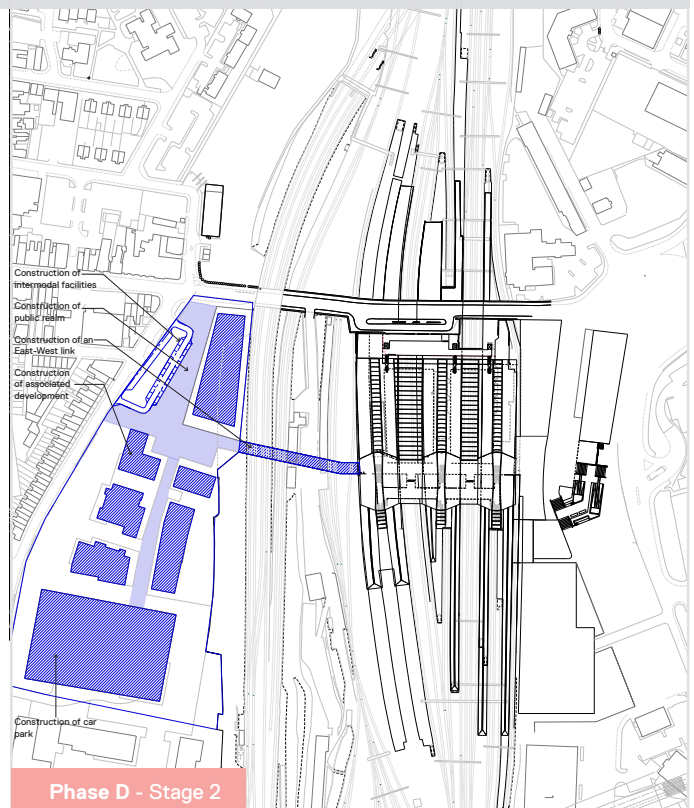 Construction of
intermodal facilities
Construction of
public realm
Construction of an
East-West link
Construction
of associated
development
Construction of car
park
Phase D - Stage 2